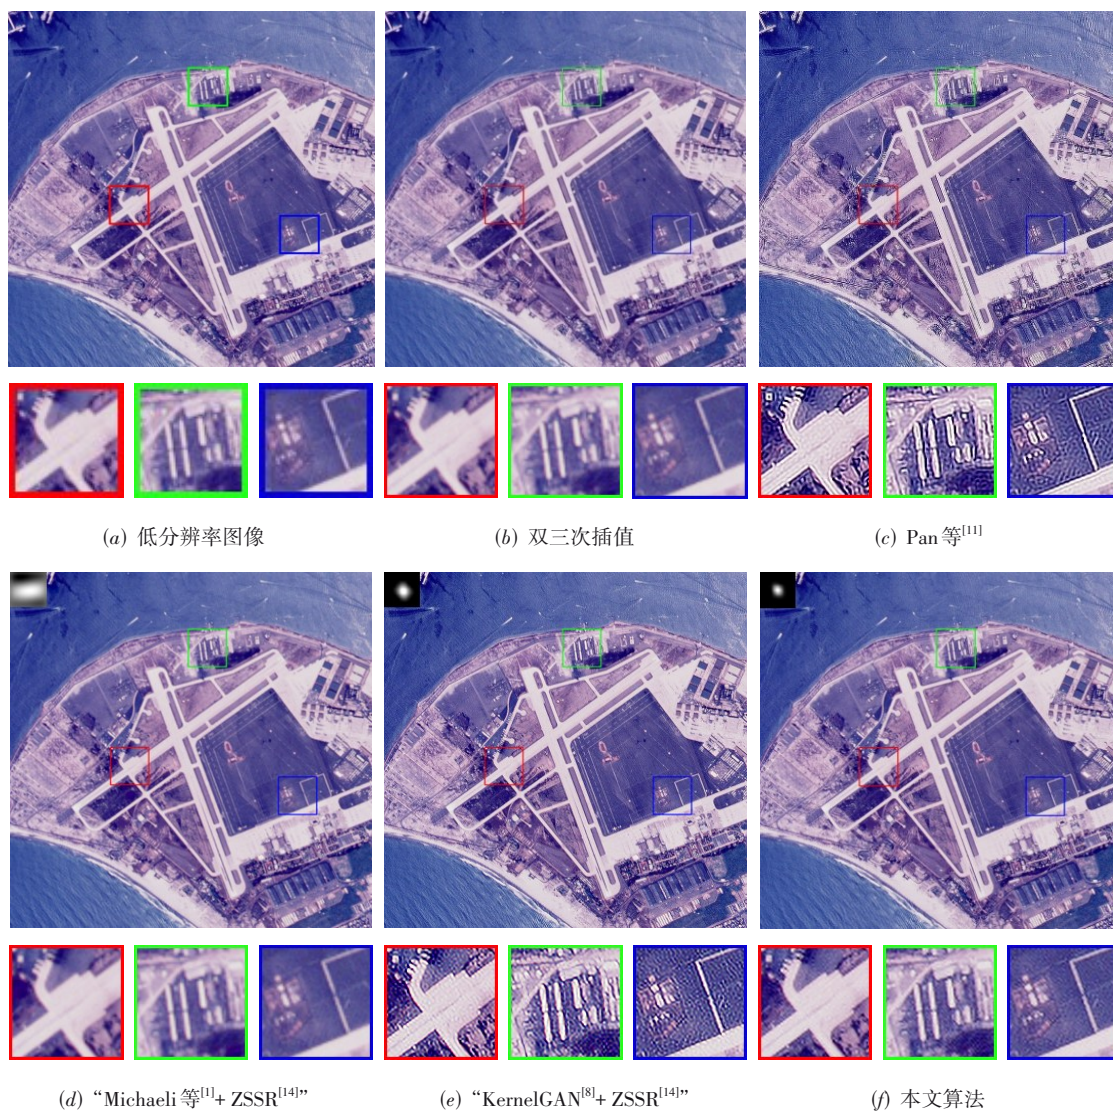 (a) 低分辨率图像
(b) 双三次插值
(c) Pan 等[11]
(d) “Michaeli 等[1]+ ZSSR[14]”
(e) “KernelGAN[8]+ ZSSR[14]”
(f) 本文算法